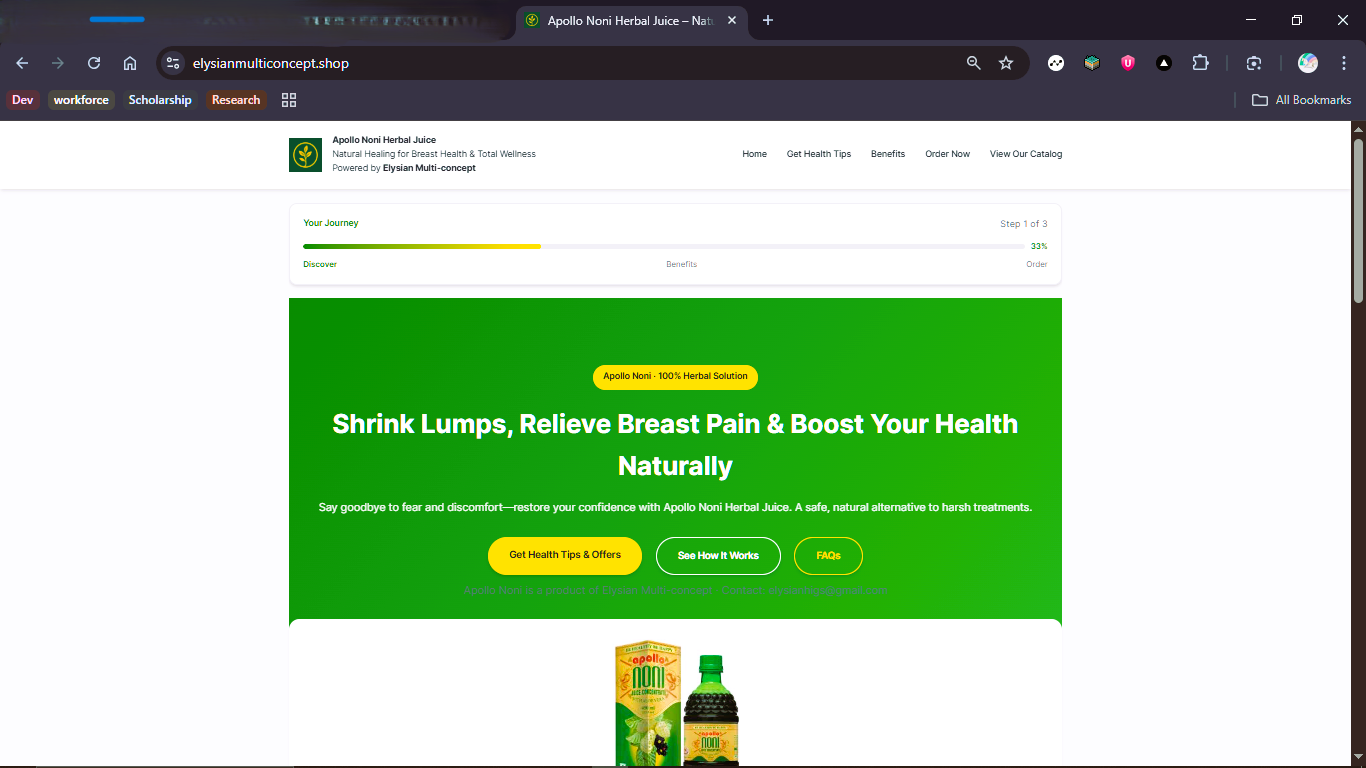 Apollo Noni Herbal Juice – Nat
elysianmulticoncept.shop
Dev workforce Scholarship Research All Bookmarks
Apollo Noni Herbal Juice
Natural Healing for Breast Health & Total Wellness
Powered by Elysian Multi-concept
Home Get Health Tips Benefits Order Now View Our Catalog
Your Journey Step 1 of 3
33%
Discover Benefits Order
Apollo Noni · 100% Herbal Solution
Shrink Lumps, Relieve Breast Pain & Boost Your Health
Naturally
Say goodbye to fear and discomfort—restore your confidence with Apollo Noni Herbal Juice. A safe, natural alternative to harsh treatments.
Get Health Tips & Offers See How It Works FAQs
Apollo Noni is a product of Elysian Multi-concept · Contact:
apollo
NONI
JUICE CONCENTRATE
apollo
NONI